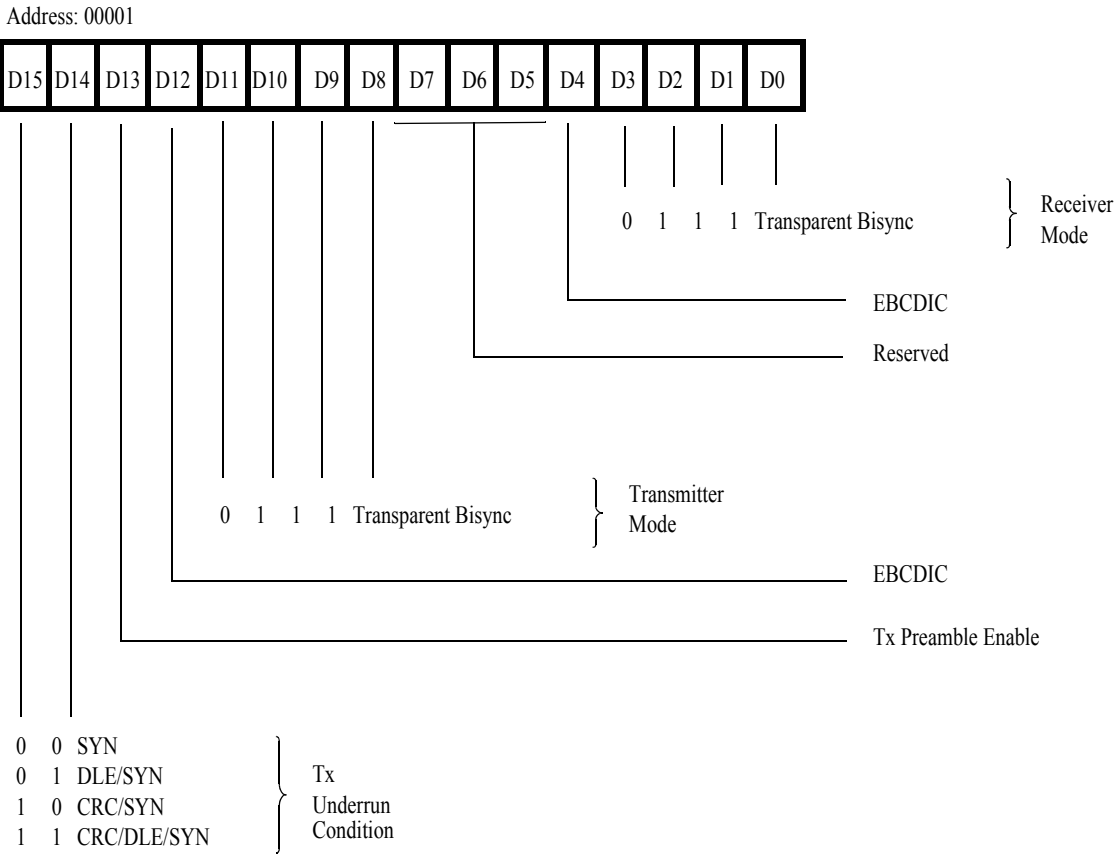 Address: 00001
D15 D14 D13 D12 D11 D10 D9 D8 D7 D6 D5 D4 D3 D2 D1 D0
0 1 1 1 Transparent Bisync
Receiver
Mode
EBCDIC
Reserved
0 1 1 1 Transparent Bisync
Transmitter
Mode
EBCDIC
Tx Preamble Enable
0 0 SYN
0 1 DLE/SYN
1 0 CRC/SYN
1 1 CRC/DLE/SYN
Tx
Underrun
Condition